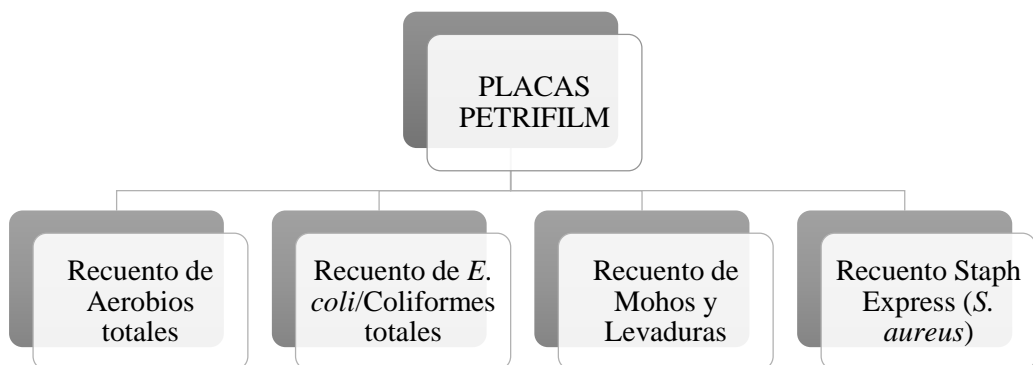 PLACAS
PETRIFILM
Recuento de
Aerobios
totales
Recuento de E.
coli/Coliformes
totales
Recuento de
Mohos y
Levaduras
Recuento Staph
Express (S.
aureus)